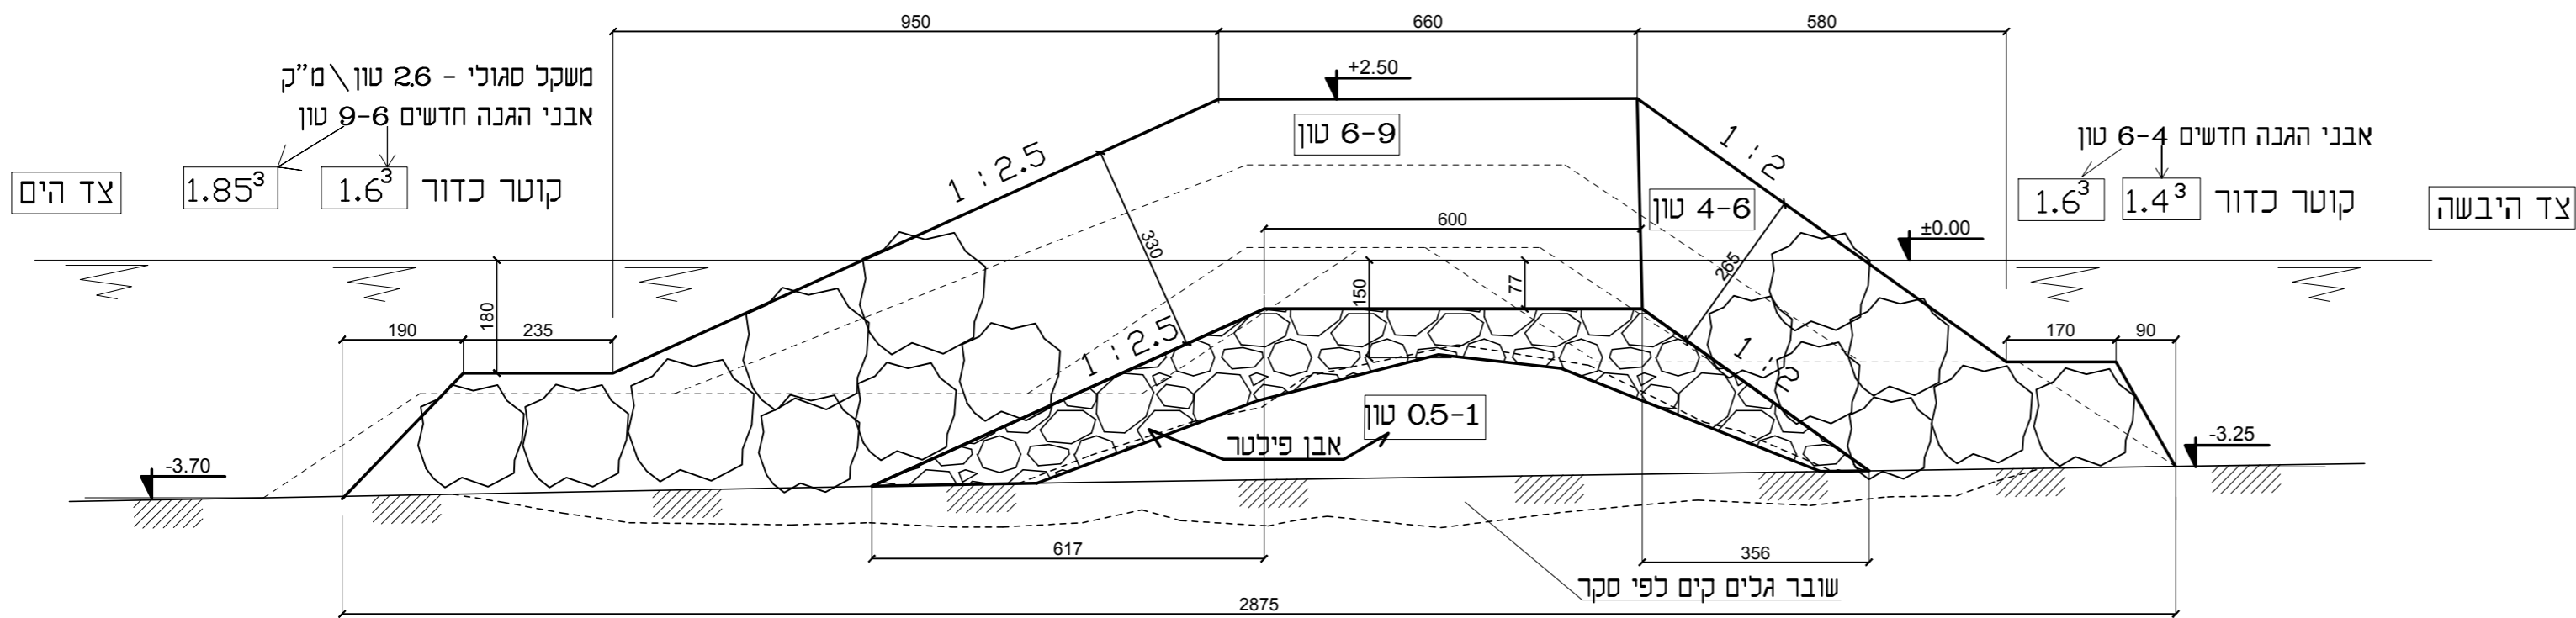 950
660
580
משקל סגולי - 2.6 טון\מ"ק
+2.50
אבני הגנה חדשים 9-6 טון
6-9 טון
1 : 2.5
1 : 2
אבני הגנה חדשים 6-4 טון
צד הים
1.85³
1.6³
קוטר כדור
4-6 טון
1.6³
1.4³
קוטר כדור
צד היבשה
600
±0.00
330
265
180
150
77
190
235
1 : 2.5
1 : 2
170
90
0.5-1 טון
אבן פילטר
-3.70
-3.25
617
356
שובר גלים קים לפי סקר
2875